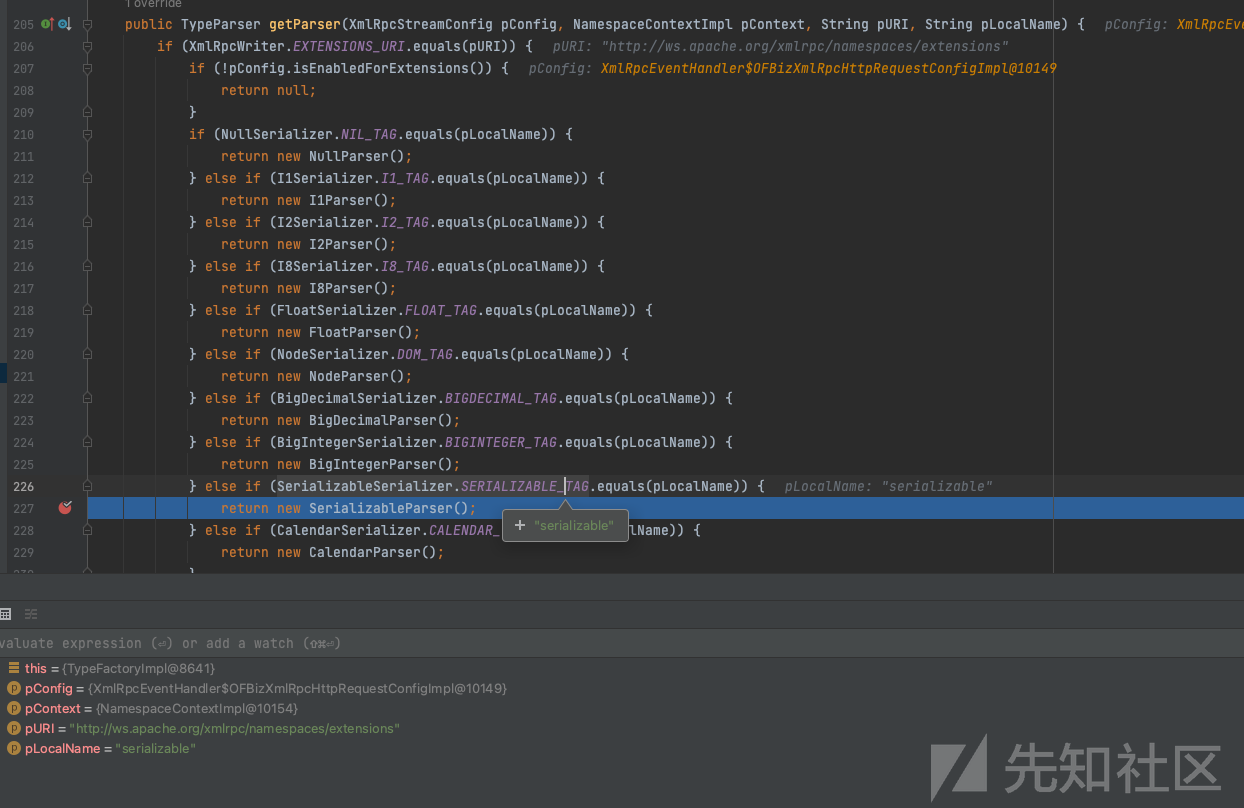 1 override
205 public TypeParser getParser(XmlRpcStreamConfig pConfig, NamespaceContextImpl pContext, String pURI, String pLocalName) { pConfig: XmlRpcEve
206 if (XmlRpcWriter.EXTENSIONS_URI.equals(pURI)) { pURI: "http://ws.apache.org/xmlrpc/namespaces/extensions"
207 if (!pConfig.isEnabledForExtensions()) { pConfig: XmlRpcEventHandler$OFBizXmlRpcHttpRequestConfigImpl@10149
208 return null;
209 }
210 if (NullSerializer.NIL_TAG.equals(pLocalName)) {
211 return new NullParser();
212 } else if (I1Serializer.I1_TAG.equals(pLocalName)) {
213 return new I1Parser();
214 } else if (I2Serializer.I2_TAG.equals(pLocalName)) {
215 return new I2Parser();
216 } else if (I8Serializer.I8_TAG.equals(pLocalName)) {
217 return new I8Parser();
218 } else if (FloatSerializer.FLOAT_TAG.equals(pLocalName)) {
219 return new FloatParser();
220 } else if (NodeSerializer.DOM_TAG.equals(pLocalName)) {
221 return new NodeParser();
222 } else if (BigDecimalSerializer.BIGDECIMAL_TAG.equals(pLocalName)) {
223 return new BigDecimalParser();
224 } else if (BigIntegerSerializer.BIGINTEGER_TAG.equals(pLocalName)) {
225 return new BigIntegerParser();
226 } else if (SerializableSerializer.SERIALIZABLE_TAG.equals(pLocalName)) { pLocalName: "serializable"
227 return new SerializableParser();
+ "serializable"
228 } else if (CalendarSerializer.CALENDAR_ lName)) {
229 return new CalendarParser();
230 }
valuate expression (⏎) or add a watch (⇧⌘⏎)
this = {TypeFactoryImpl@8641}
p pConfig = {XmlRpcEventHandler$OFBizXmlRpcHttpRequestConfigImpl@10149}
p pContext = {NamespaceContextImpl@10154}
p pURI = "http://ws.apache.org/xmlrpc/namespaces/extensions"
p pLocalName = "serializable"
先知社区